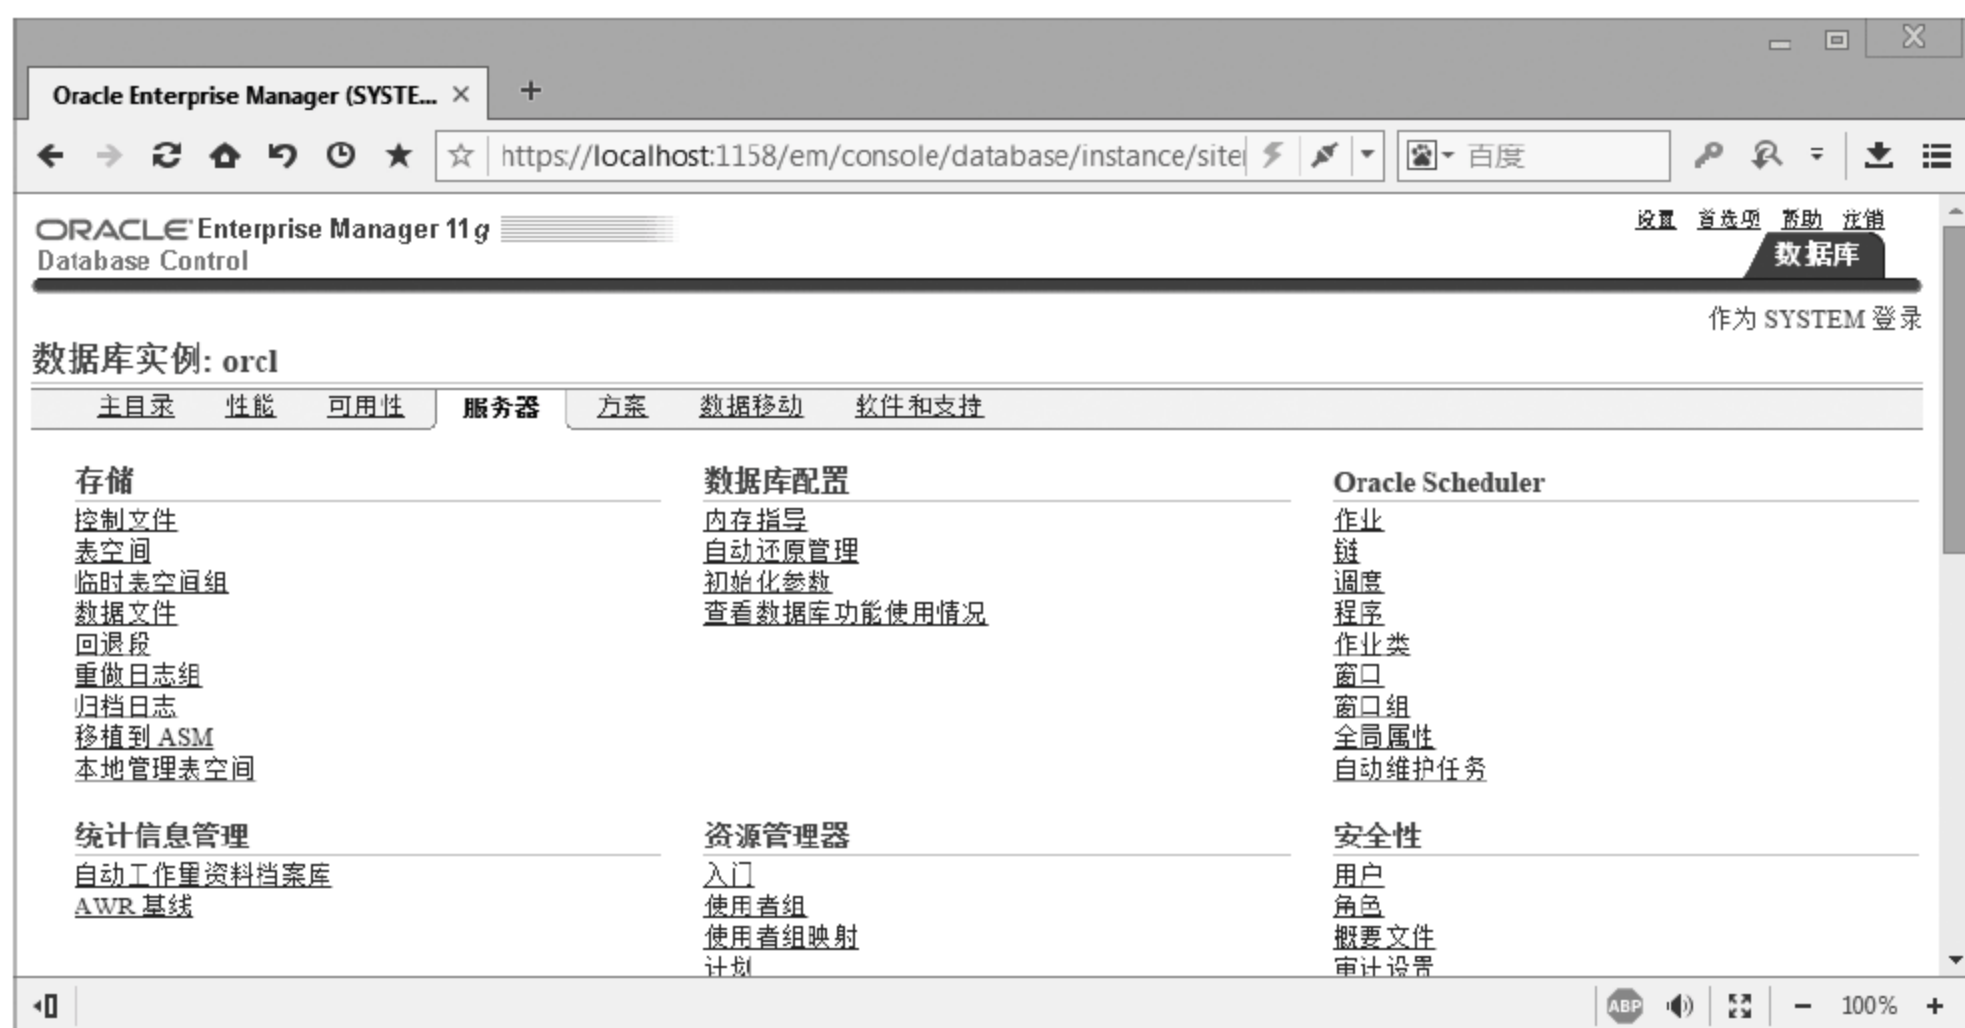 Oracle Enterprise Manager (SYSTE...
https://localhost:1158/em/console/database/instance/site
百度
ORACLE Enterprise Manager 11g
Database Control
设置 首选项 帮助 注销
数据库
作为 SYSTEM 登录
数据库实例: orcl
主目录 性能 可用性 服务器 方案 数据移动 软件和支持
存储
控制文件
表空间
临时表空间组
数据文件
回退段
重做日志组
归档日志
移植到 ASM
本地管理表空间
数据库配置
内存指导
自动还原管理
初始化参数
查看数据库功能使用情况
Oracle Scheduler
作业
链
调度
程序
作业类
窗口
窗口组
全局属性
自动维护任务
统计信息管理
自动工作量资料档案库
AWR 基线
资源管理器
入门
使用者组
使用者组映射
计划
安全性
用户
角色
概要文件
审计设置
ABP
100%